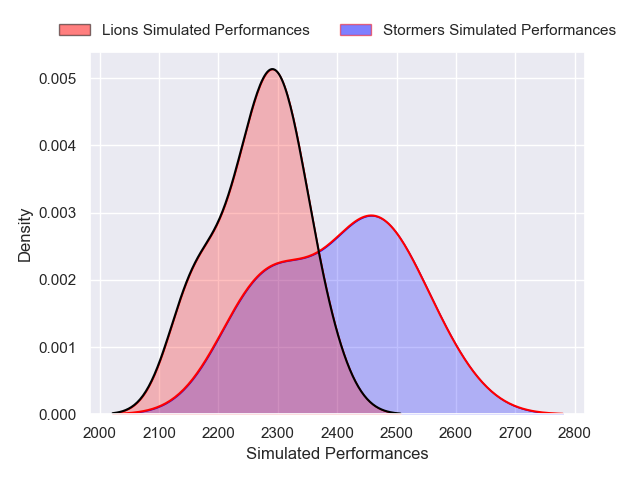 Lions Simulated Performances
Stormers Simulated Performances
0.005
0.004
0.003
0.002
0.001
0.000
Density
2000 2100 2200 2300 2400 2500 2600 2700 2800
Simulated Performances